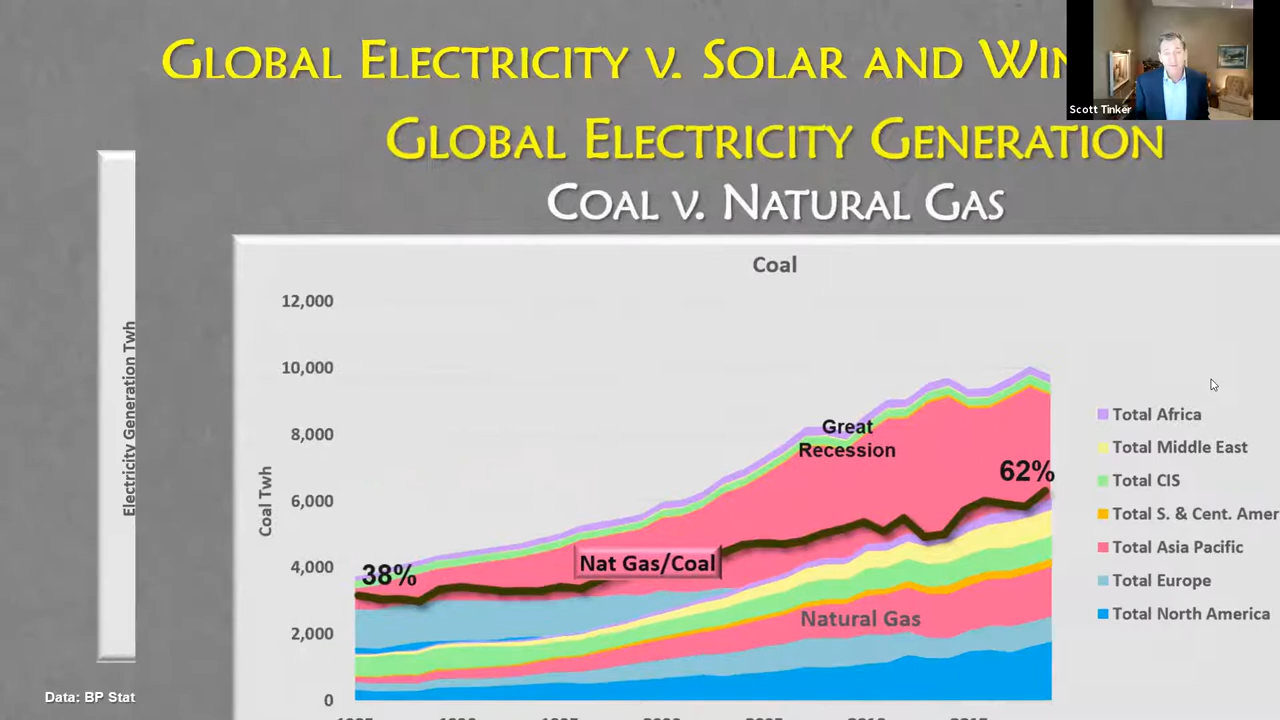 GLOBAL ELECTRICITY V. SOLAR AND WIN
Scott Tinker
GLOBAL ELECTRICITY GENERATION
COAL V. NATURAL GAS
Coal
12,000
10,000
8,000
6,000
4,000
2,000
0
Electricity Generation Twh
Coal Twh
Great
Recession
62%
38%
Nat Gas/Coal
Natural Gas
Total Africa
Total Middle East
Total CIS
Total S. & Cent. Amer
Total Asia Pacific
Total Europe
Total North America
Data: BP Stat